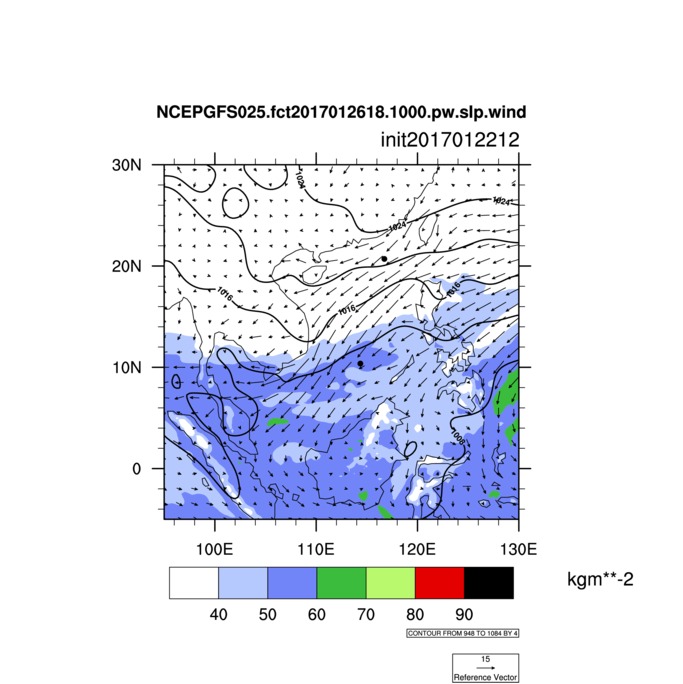 NCEPGFS025.fct2017012618.1000.pw.slp.wind
init2017012212
30N
20N
10N
0
1024
1024
1024
1016
1016
1016
1008
100E 110E 120E 130E
kgm**-2
40 50 60 70 80 90
CONTOUR FROM 948 TO 1084 BY 4
15
Reference Vector